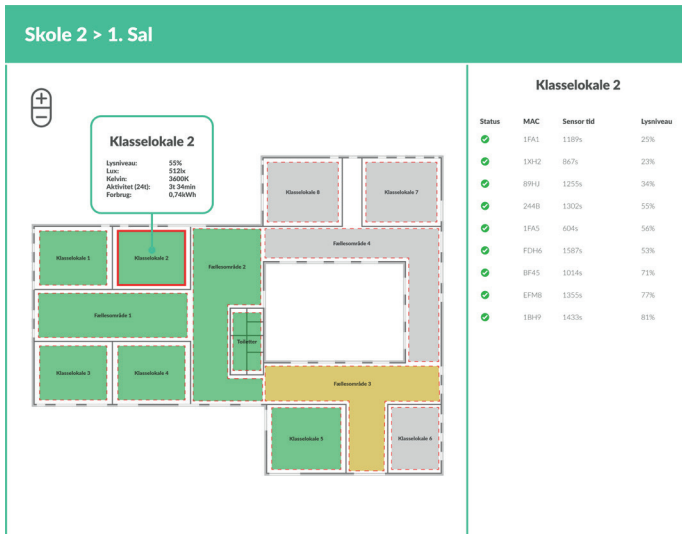 Skole 2 > 1. Sal
Klasselokale 2
Lysniveau: 55%
Lux: 512lx
Kelvin: 3600K
Aktivitet (24t): 3t 34min
Forbrug: 0,74kWh
Klasselokale 8
Klasselokale 7
Fællesområde 4
Klasselokale 1
Klasselokale 2
Fællesområde 2
Fællesområde 1
Toiletter
Klasselokale 3
Klasselokale 4
Fællesområde 3
Klasselokale 5
Klasselokale 6
Klasselokale 2
Status MAC Sensor tid Lysniveau
1FA1 1189s 25%
1XH2 867s 23%
89HJ 1255s 34%
244B 1302s 55%
1FA5 604s 56%
FDH6 1587s 53%
BF45 1014s 71%
EFM8 1355s 77%
18H9 1433s 81%